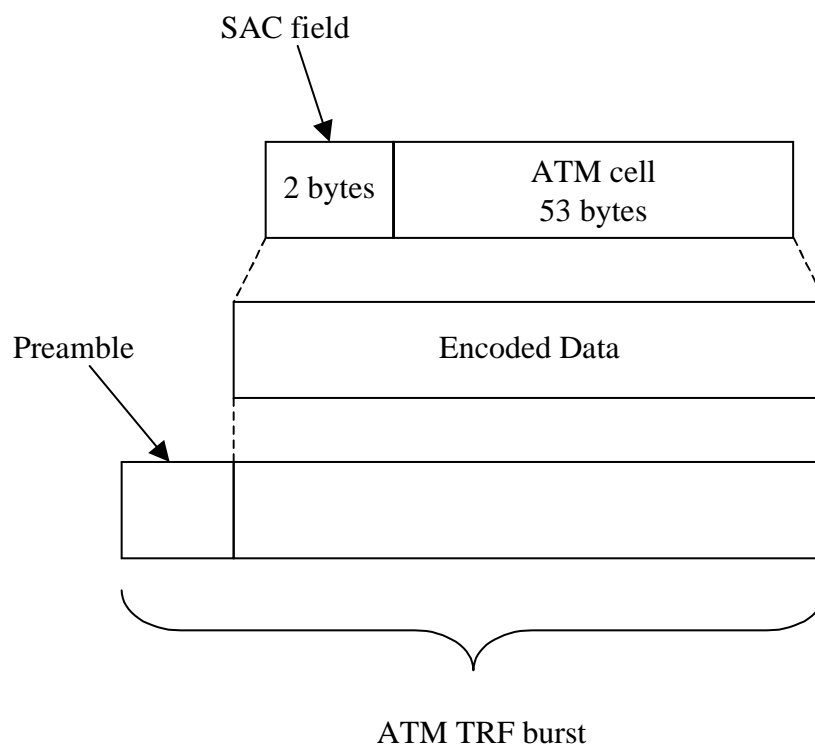 SAC field
2 bytes
ATM cell
53 bytes
Preamble
Encoded Data
ATM TRF burst